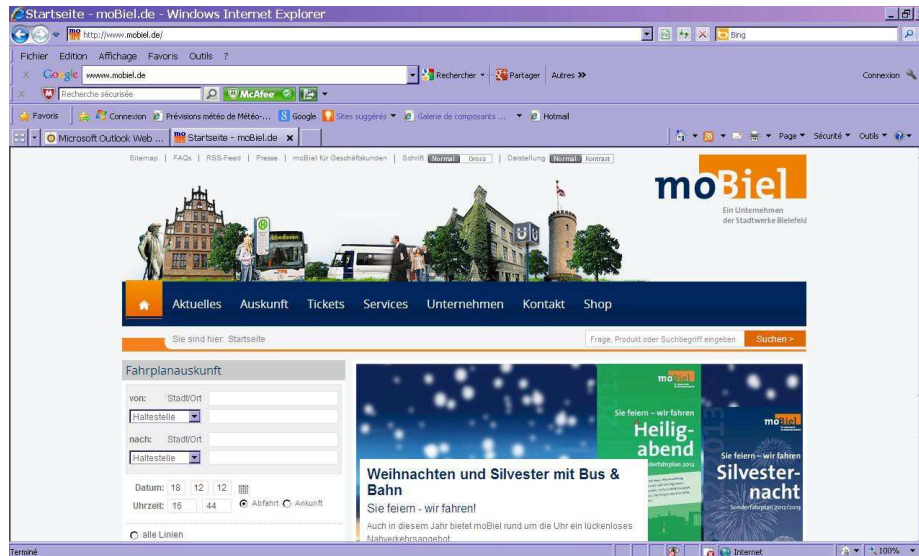 Startseite - moBiel.de - Windows Internet Explorer
http://www.mobiel.de/
Bing
Fichier Edition Affichage Favoris Outils ?
Google wwww.mobiel.de Rechercher Partager Autres » Connexion
Recherche sécurisée McAfee
Favoris Connexion Prévisions météo de Météo-... Google Sites suggérés Galerie de composants ... Hotmail
Microsoft Outlook Web ... Startseite - moBiel.de x Page Sécurité Outils
Sitemap | FAQs | RSS-Feed | Presse | moBiel für Geschäftskunden | Schrift Normal Gross | Darstellung Normal Kontrast
moBiel
Ein Unternehmen
der Stadtwerke Bielefeld
Aktuelles Auskunft Tickets Services Unternehmen Kontakt Shop
Sie sind hier: Startseite
Frage, Produkt oder Suchbegriff eingeben Suchen >
Fahrplanauskunft
von: Stadt/Ort
Haltestelle
nach: Stadt/Ort
Haltestelle
Datum: 18 12 12
Uhrzeit: 16 44 Abfahrt Ankunft
alle Linien
moBiel
Sie feiern – wir fahren
Heilig-
abend
Sonderfahrplan 2012
moBiel
Sie feiern – wir fahren
Silvester-
nacht
Sonderfahrplan 2012/2013
Weihnachten und Silvester mit Bus &
Bahn
Sie feiern - wir fahren!
Auch in diesem Jahr bietet moBiel rund um die Uhr ein lückenloses
Nahverkehrsangebot
Terminé Internet 100%